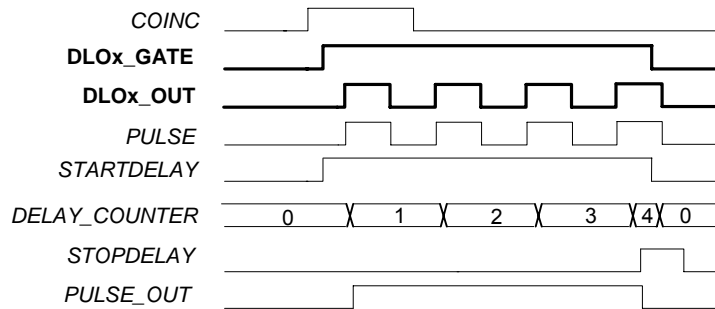 COINC
DLOx_GATE
DLOx_OUT
PULSE
STARTDELAY
DELAY_COUNTER 0 1 2 3 4 0
STOPDELAY
PULSE_OUT